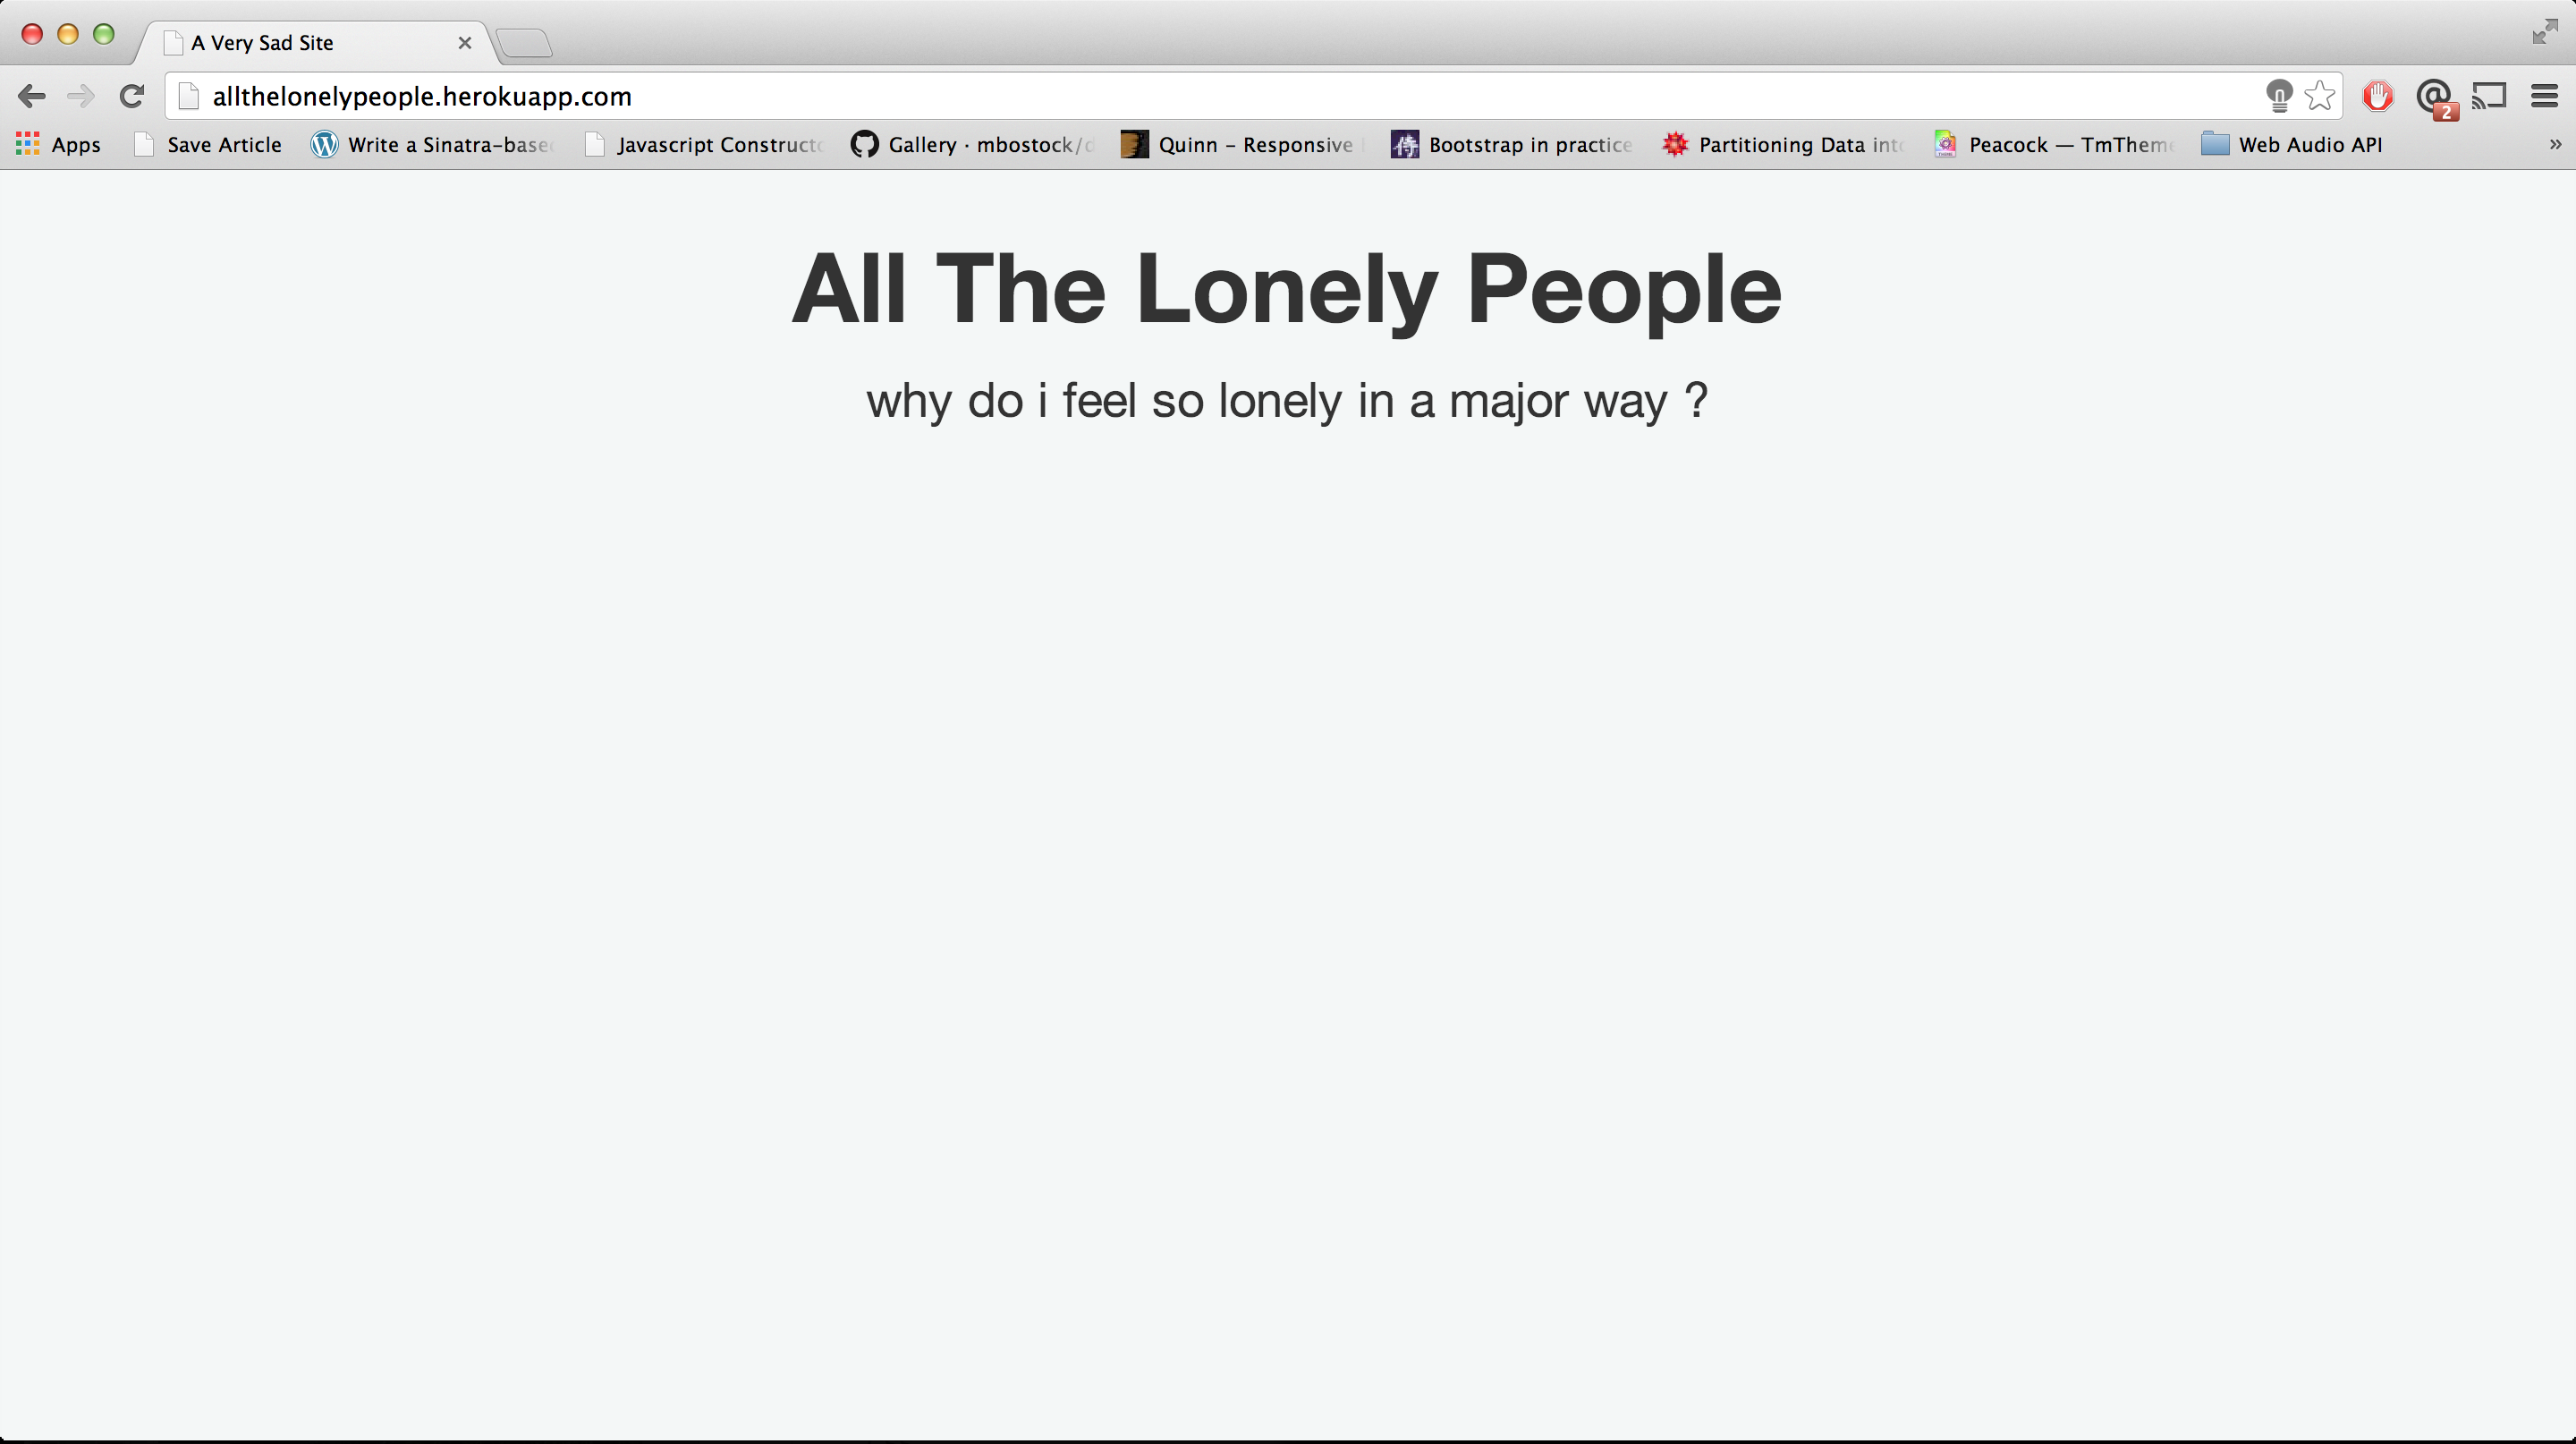 A Very Sad Site
allthelonelypeople.herokuapp.com
2
Apps Save Article Write a Sinatra-base Javascript Constructo Gallery · mbostock/d Quinn – Responsive Bootstrap in practice Partitioning Data into Peacock — TmTheme Web Audio API »
All The Lonely People
why do i feel so lonely in a major way ?